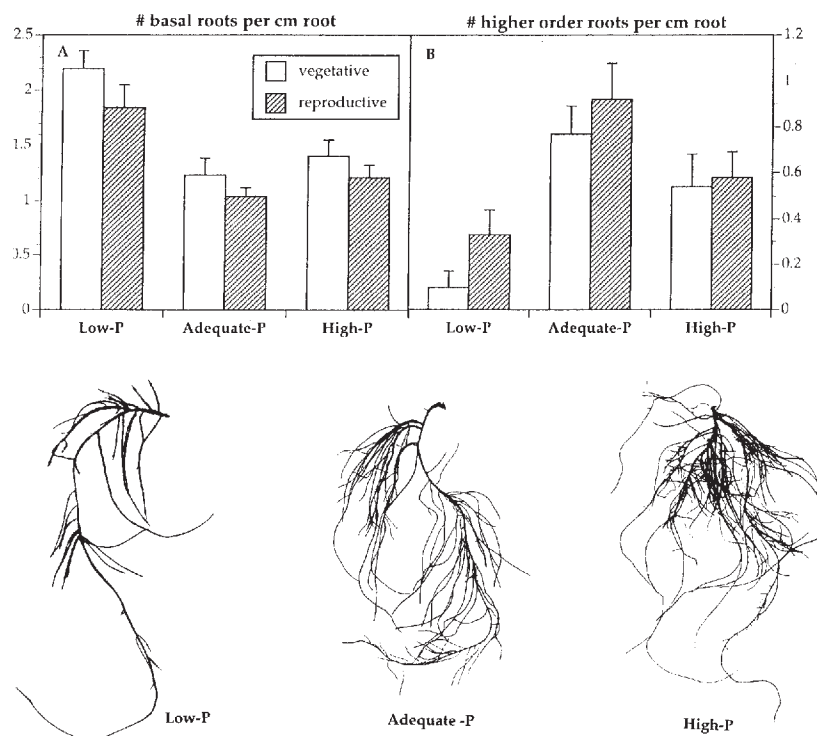 # basal roots per cm root
# higher order roots per cm root
2.5
2
1.5
1
0.5
0
A
vegetative
reproductive
B
1.2
1
0.8
0.6
0.4
0.2
0
Low-P
Adequate-P
High-P
Low-P
Adequate-P
High-P
Low-P
Adequate -P
High-P